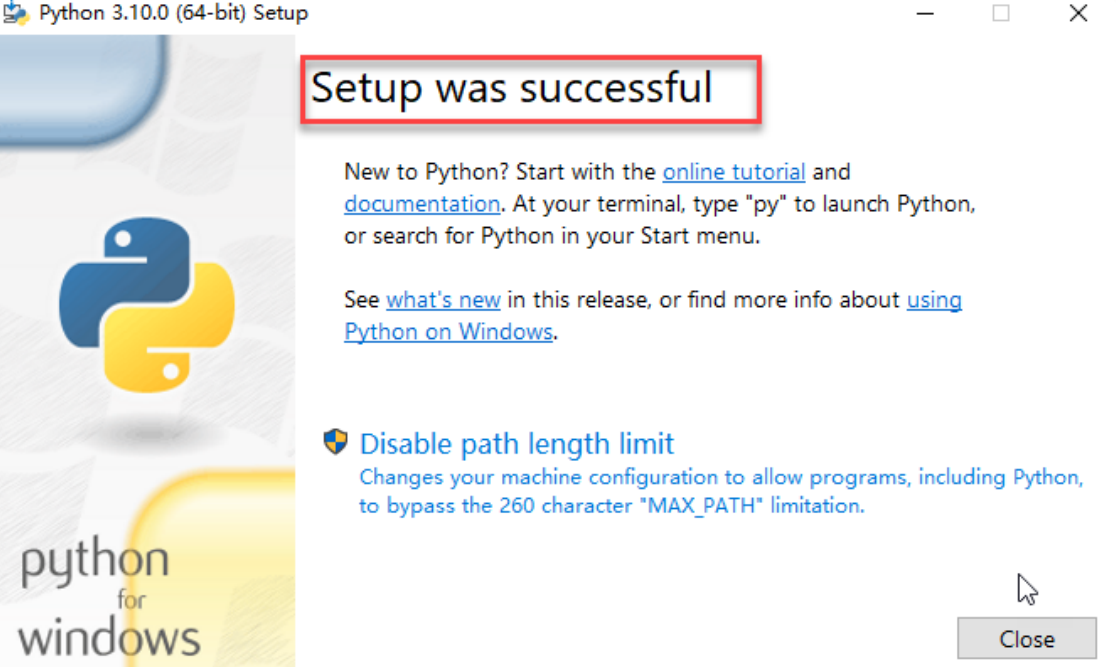 Python 3.10.0 (64-bit) Setup
Setup was successful
New to Python? Start with the online tutorial and
documentation. At your terminal, type "py" to launch Python,
or search for Python in your Start menu.
See what's new in this release, or find more info about using
Python on Windows.
Disable path length limit
Changes your machine configuration to allow programs, including Python,
to bypass the 260 character "MAX_PATH" limitation.
python
for
windows
Close